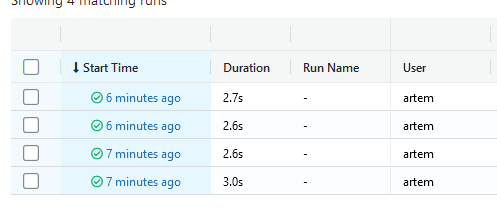 Showing 4 matching runs
↓ Start Time Duration Run Name User
6 minutes ago 2.7s - artem
6 minutes ago 2.6s - artem
7 minutes ago 2.6s - artem
7 minutes ago 3.0s - artem